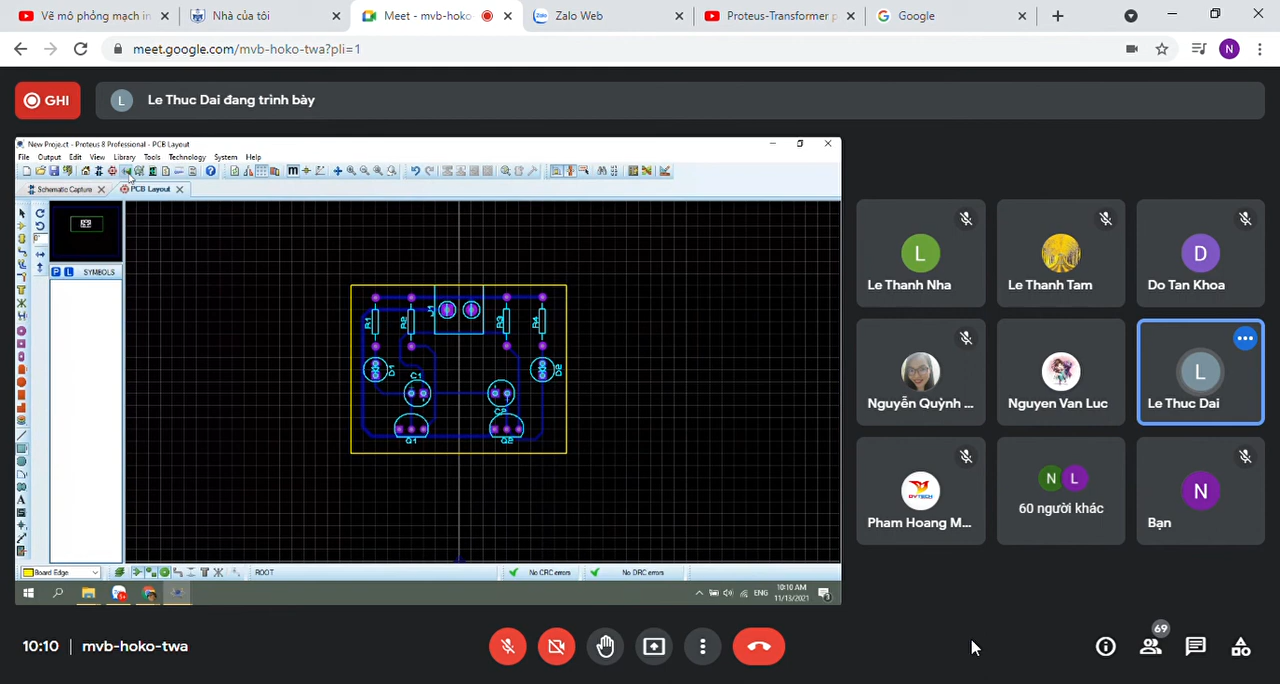 Vẽ mô phỏng mạch in
Nhà của tôi
Meet - mvb-hoko
Zalo Web
Proteus-Transformer p
Google
meet.google.com/mvb-hoko-twa?pli=1
N
GHI
L
Le Thuc Dai đang trình bày
New Project - Proteus 8 Professional - PCB Layout
File Output Edit View Library Tools Technology System Help
Schematic Capture
PCB Layout
P L SYMBOLS
R1
R2
J1
R3
R4
D1
D2
C1
C2
Q1
Q2
Board Edge
ROOT
No CRC errors
No DRC errors
ENG
10:10 AM
11/13/2021
L
Le Thanh Nha
Le Thanh Tam
D
Do Tan Khoa
Nguyễn Quỳnh ...
Nguyen Van Luc
L
Le Thuc Dai
DVTECH
Pham Hoang M...
N L
60 người khác
N
Bạn
10:10 | mvb-hoko-twa
69